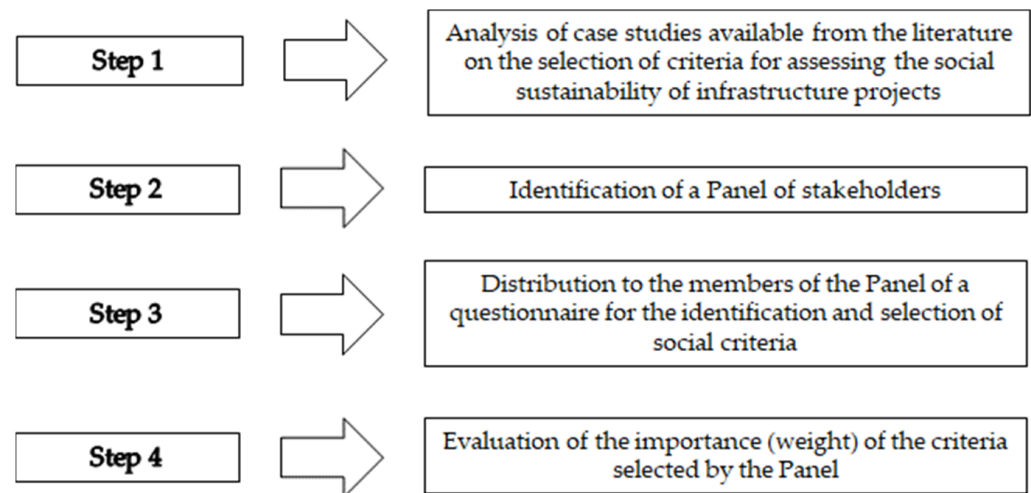 Step 1
Analysis of case studies available from the literature
on the selection of criteria for assessing the social
sustainability of infrastructure projects
Step 2
Identification of a Panel of stakeholders
Step 3
Distribution to the members of the Panel of a
questionnaire for the identification and selection of
social criteria
Step 4
Evaluation of the importance (weight) of the criteria
selected by the Panel